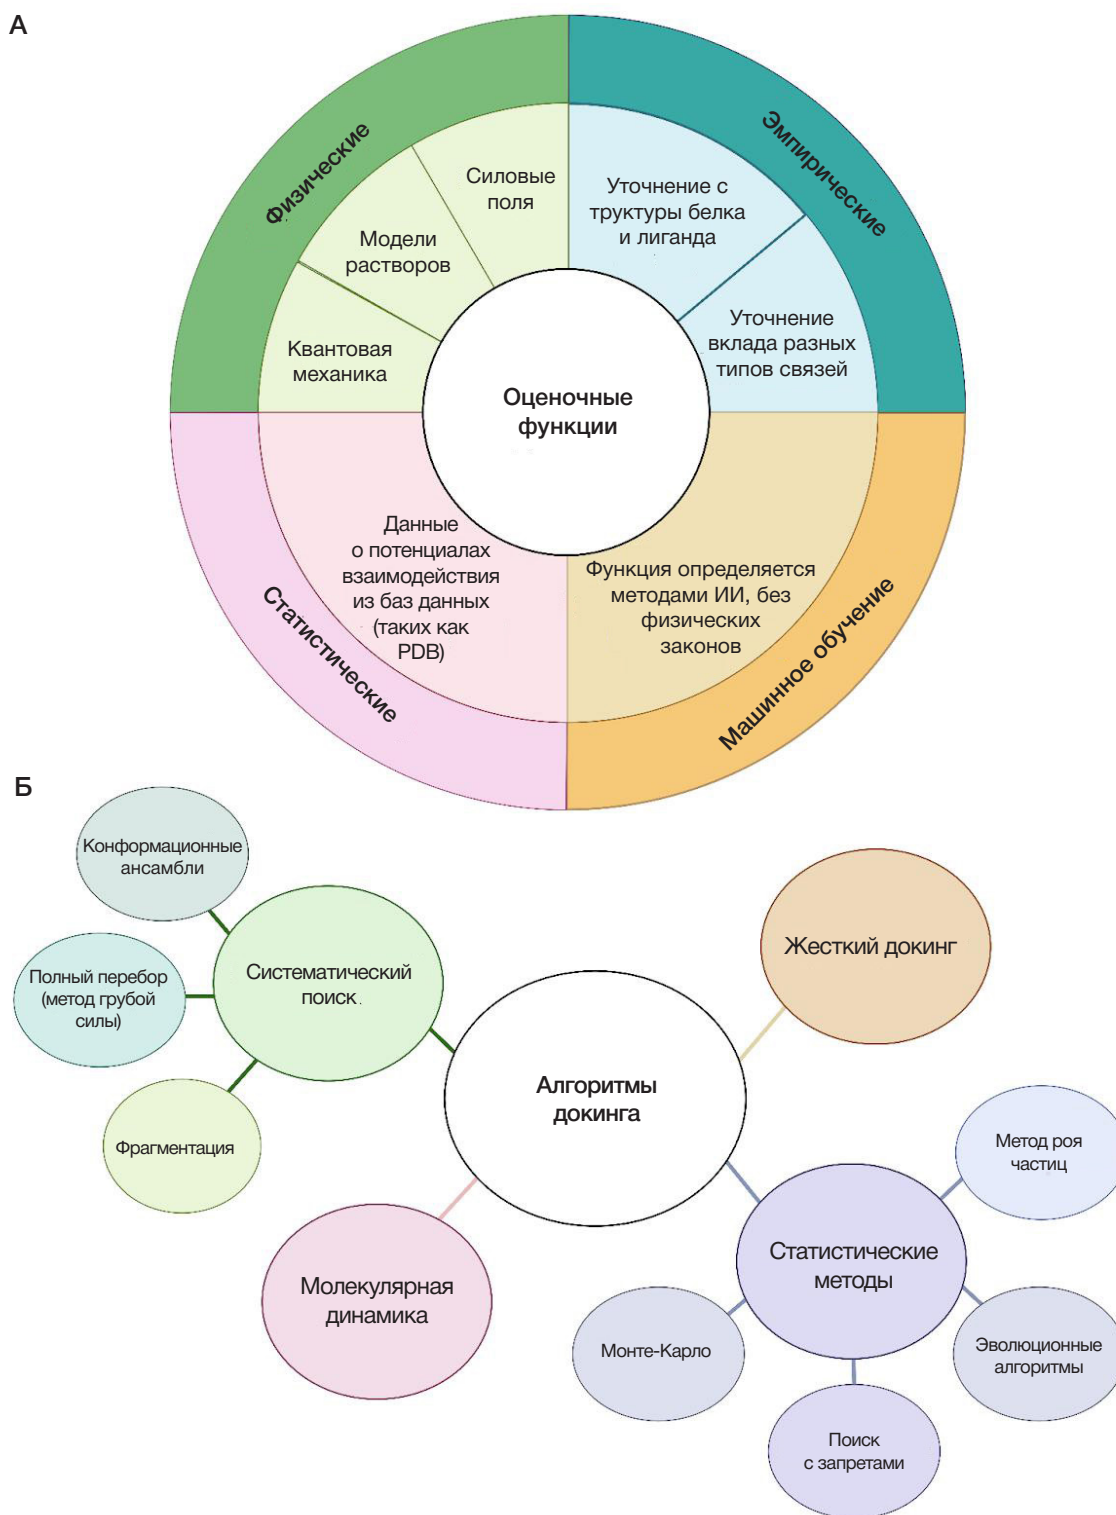 А
Физические
Эмпирические
Силовые
поля
Модели
растворов
Квантовая
механика
Уточнение с
труктуры белка
и лиганда
Уточнение
вклада разных
типов связей
Оценочные
функции
Данные
о потенциалах
взаимодействия
из баз данных
(таких как
PDB)
Функция определяется
методами ИИ, без
физических
законов
Статистические
Машинное обучение
Б
Конформационные
ансамбли
Полный перебор
(метод грубой
силы)
Фрагментация
Систематический
поиск
Жесткий докинг
Алгоритмы
докинга
Молекулярная
динамика
Статистические
методы
Метод роя
частиц
Монте-Карло
Эволюционные
алгоритмы
Поиск
с запретами